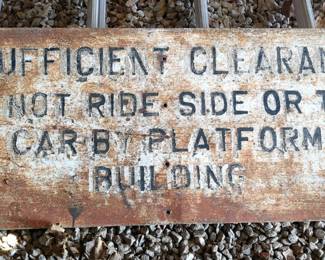 UFFICIENT CLEARAN
NOT RIDE SIDE OR T
CAR BY PLATFORM
BUILDING